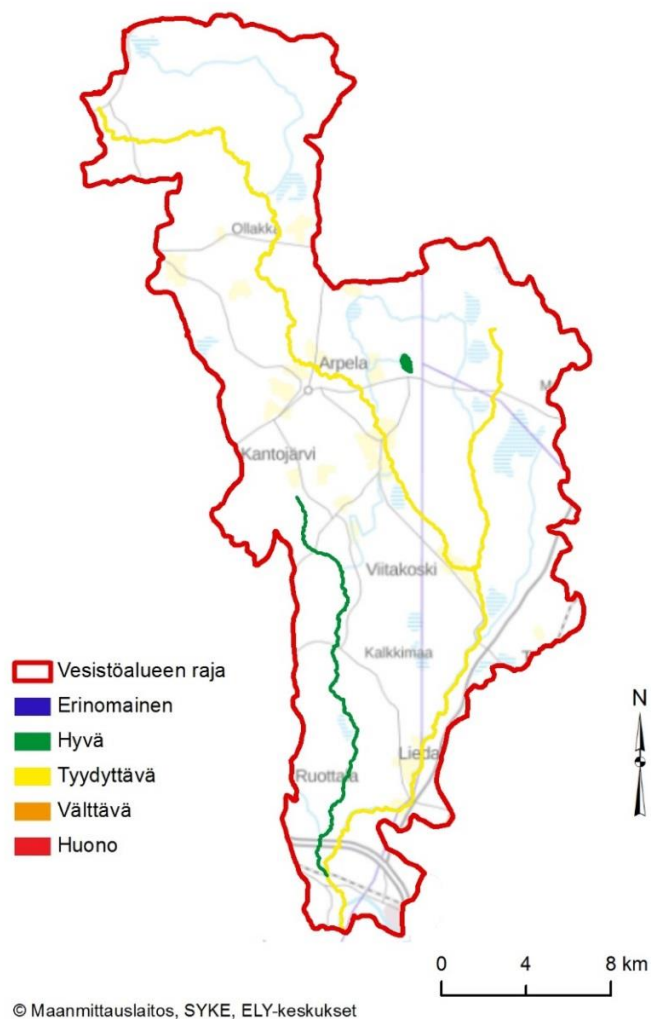 Ollakka
Arpela
M
Kantojärvi
Viitakoski
Kalkkimaa
T
Lieda
Ruottala
Vesistöalueen raja
Erinomainen
Hyvä
Tyydyttävä
Välttävä
Huono
N
0 4 8 km
© Maanmittauslaitos, SYKE, ELY-keskukset